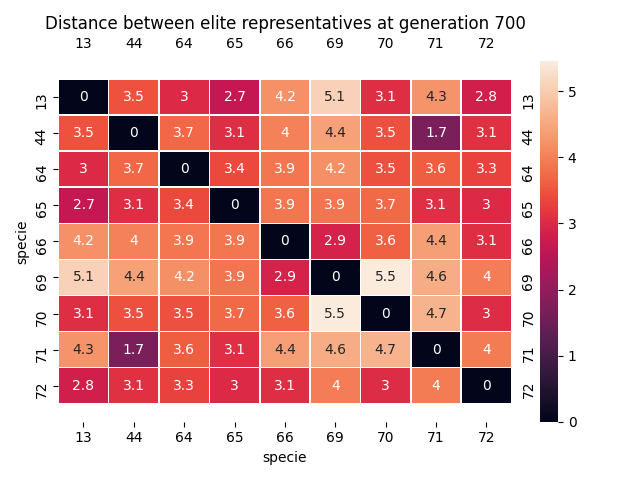 Distance between elite representatives at generation 700
13 44 64 65 66 69 70 71 72
13 0 3.5 3 2.7 4.2 5.1 3.1 4.3 2.8 13
44 3.5 0 3.7 3.1 4 4.4 3.5 1.7 3.1 44
64 3 3.7 0 3.4 3.9 4.2 3.5 3.6 3.3 64
65 2.7 3.1 3.4 0 3.9 3.9 3.7 3.1 3 65
66 4.2 4 3.9 3.9 0 2.9 3.6 4.4 3.1 66
69 5.1 4.4 4.2 3.9 2.9 0 5.5 4.6 4 69
70 3.1 3.5 3.5 3.7 3.6 5.5 0 4.7 3 70
71 4.3 1.7 3.6 3.1 4.4 4.6 4.7 0 4 71
72 2.8 3.1 3.3 3 3.1 4 3 4 0 72
13 44 64 65 66 69 70 71 72
specie
specie
5
4
3
2
1
0